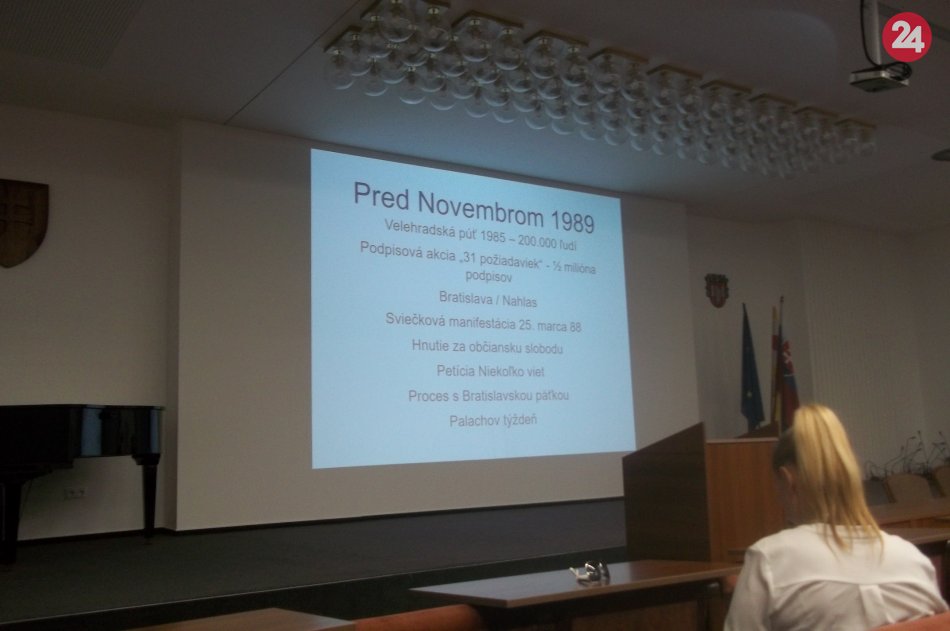 24
Pred Novembrom 1989
Velehradská púť 1985 – 200.000 ľudí
Podpisová akcia „31 požiadaviek“ - ½ milióna
podpisov
Bratislava / Nahlas
Sviečková manifestácia 25. marca 88
Hnutie za občiansku slobodu
Petícia Niekoľko viet
Proces s Bratislavskou päťkou
Palachov týždeň